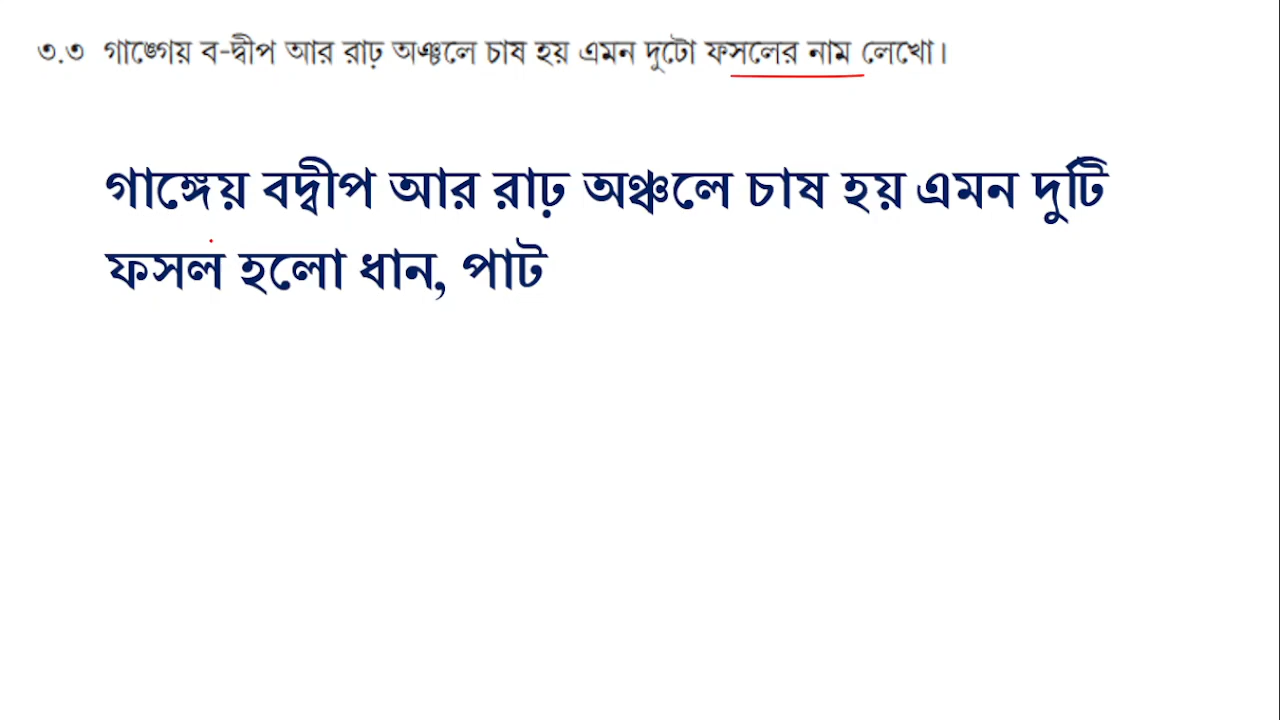 ৩.৩ গাঙ্গেয় ব-দ্বীপ আর রাঢ় অঞ্চলে চাষ হয় এমন দুটো ফসলের নাম লেখো।
গাঙ্গেয় বদ্বীপ আর রাঢ় অঞ্চলে চাষ হয় এমন দুটি
ফসল হলো ধান, পাট